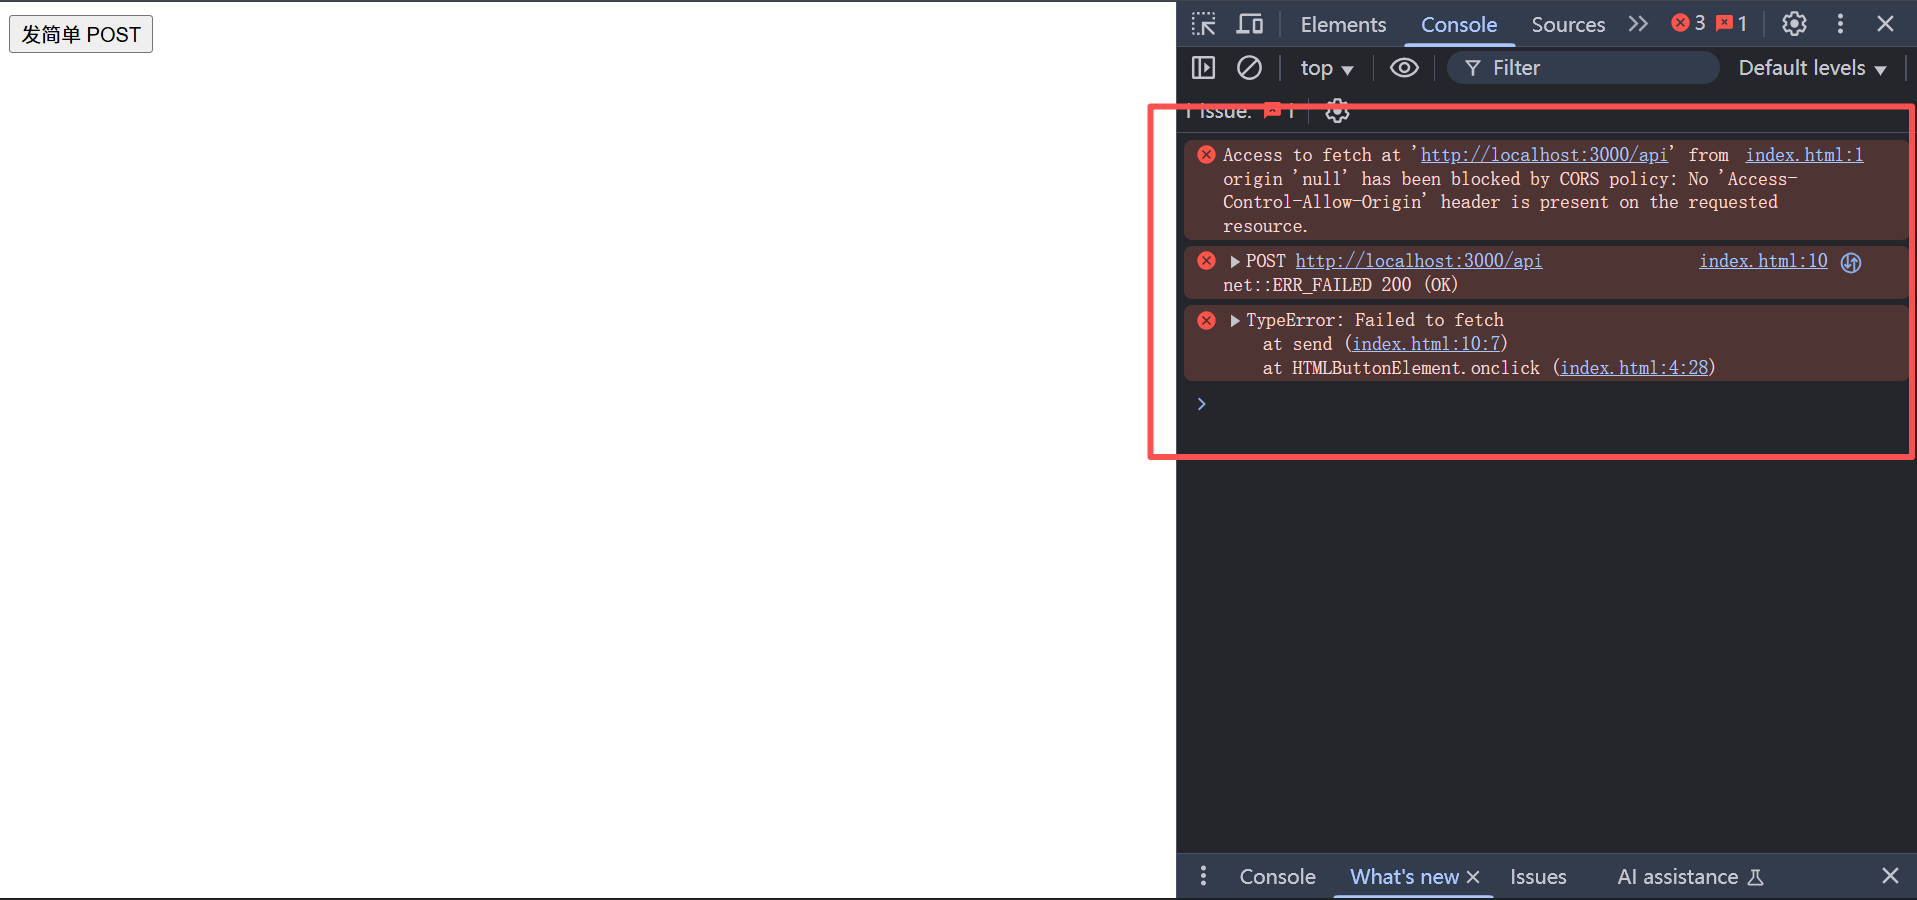 发简单 POST
Elements Console Sources 3 1
top Filter Default levels
1 Issue: 1
Access to fetch at 'http://localhost:3000/api' from index.html:1
origin 'null' has been blocked by CORS policy: No 'Access-
Control-Allow-Origin' header is present on the requested
resource.
POST http://localhost:3000/api index.html:10
net::ERR_FAILED 200 (OK)
TypeError: Failed to fetch
at send (index.html:10:7)
at HTMLButtonElement.onclick (index.html:4:28)
Console What's new Issues AI assistance